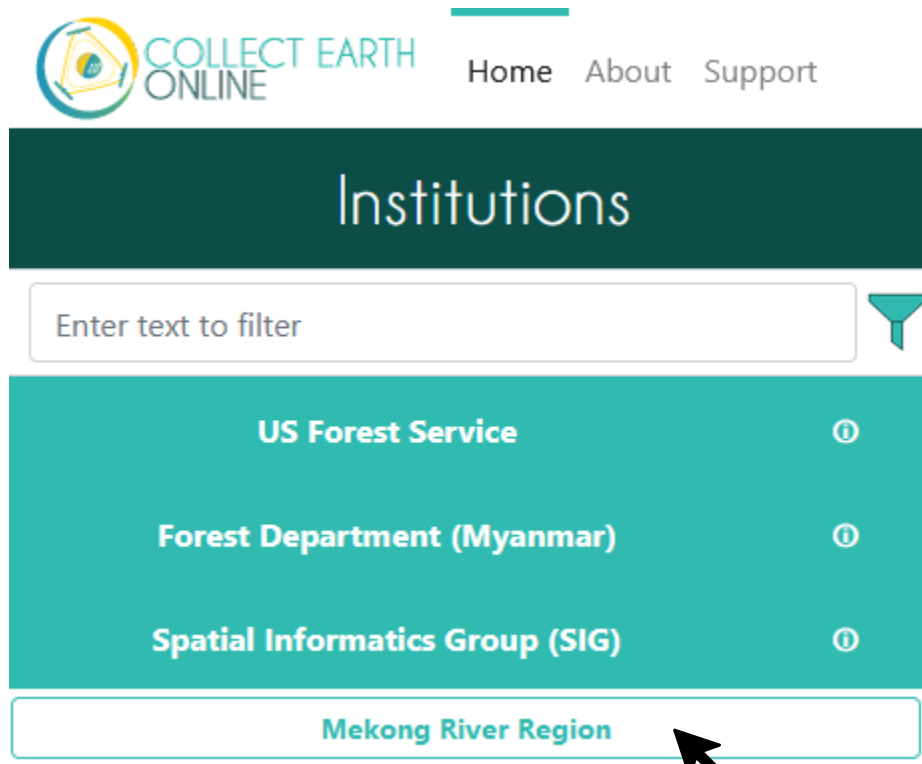 COLLECT EARTH
ONLINE
Home About Support
Institutions
Enter text to filter
US Forest Service
Forest Department (Myanmar)
Spatial Informatics Group (SIG)
Mekong River Region